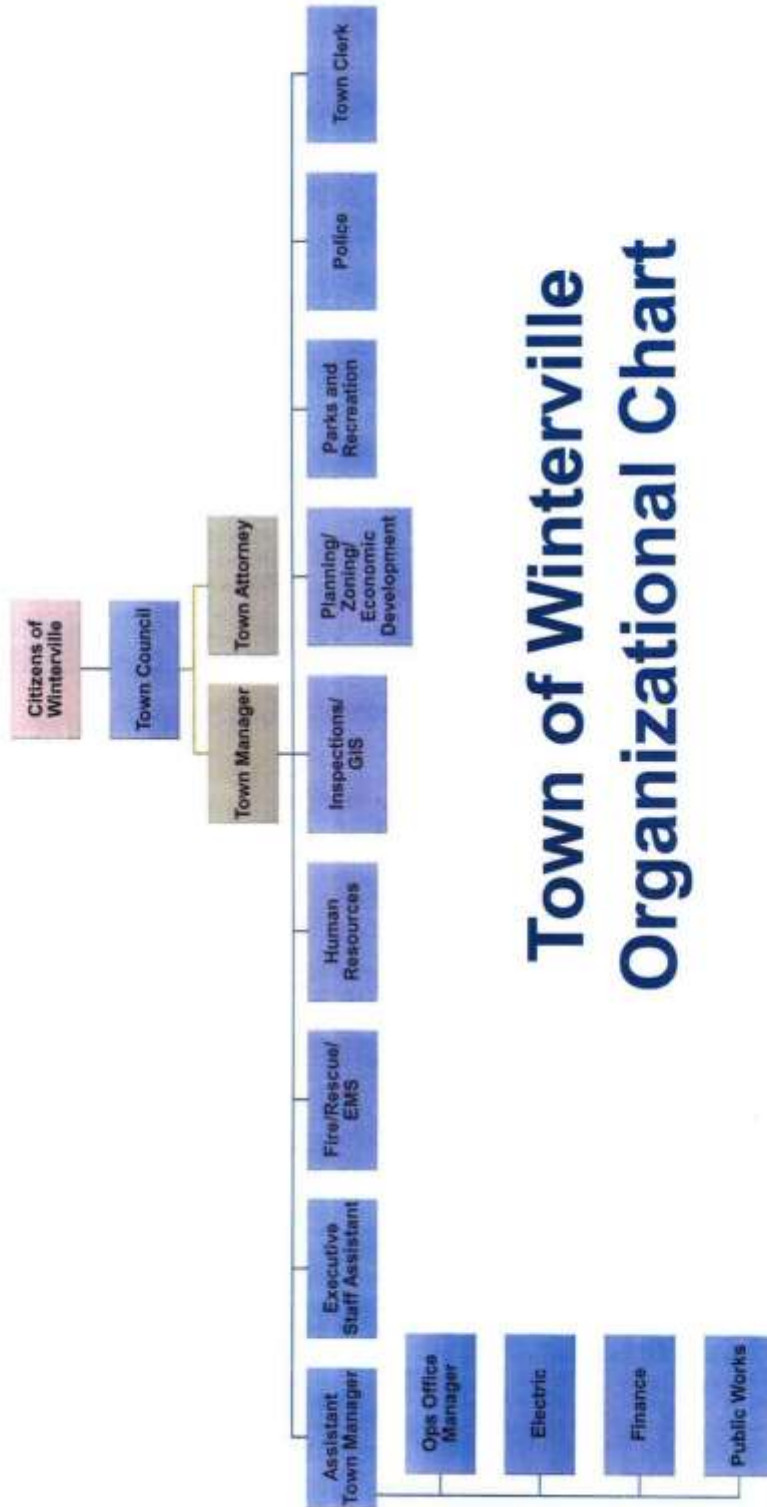 Citizens of
Winterville
Town Council
Town Manager
Town Attorney
Assistant
Town Manager
Executive
Staff Assistant
Fire/Rescue/
EMS
Human
Resources
Inspections/
GIS
Planning/
Zoning/
Economic
Development
Parks and
Recreation
Police
Town Clerk
Ops Office
Manager
Electric
Finance
Public Works
Town of Winterville
Organizational Chart